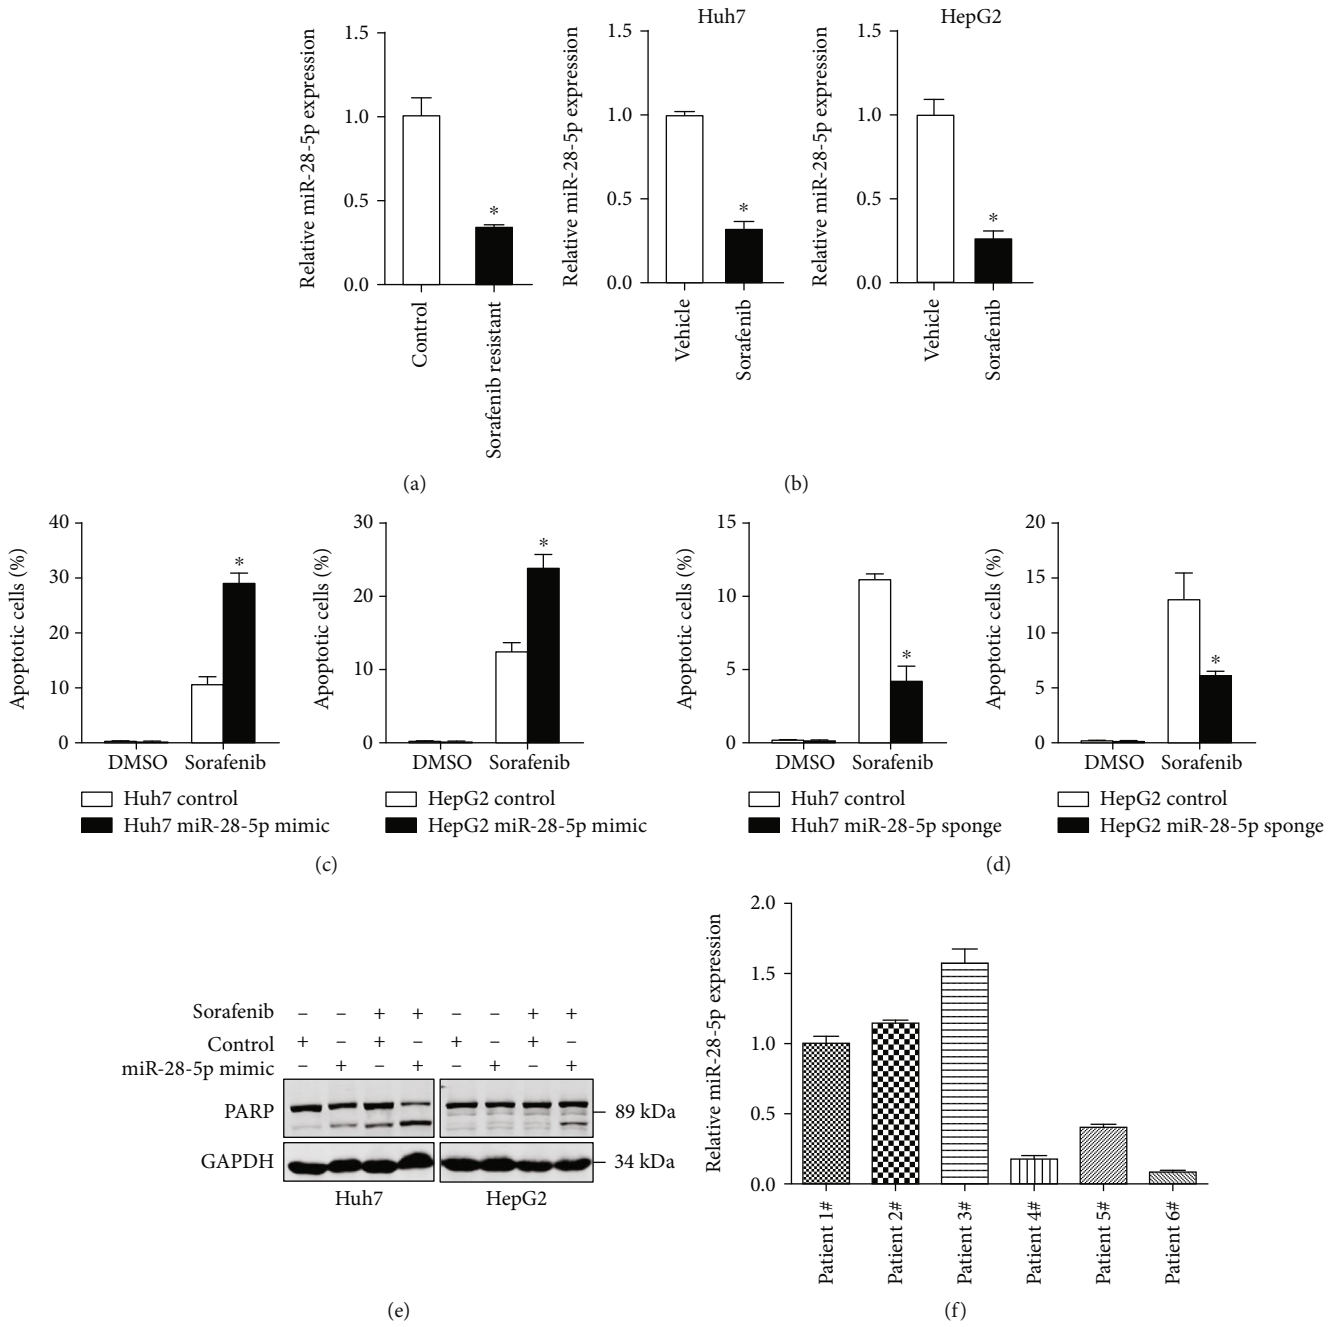 Relative miR-28-5p expression
1.5
1.0
0.5
0.0
*
Control
Sorafenib resistant
(a)
Huh7
Relative miR-28-5p expression
1.5
1.0
0.5
0.0
*
Vehicle
Sorafenib
HepG2
Relative miR-28-5p expression
1.5
1.0
0.5
0.0
*
Vehicle
Sorafenib
(b)
Apoptotic cells (%)
40
30
20
10
0
*
DMSO Sorafenib
Huh7 control
Huh7 miR-28-5p mimic
Apoptotic cells (%)
30
20
10
0
*
DMSO Sorafenib
HepG2 control
HepG2 miR-28-5p mimic
(c)
Apoptotic cells (%)
15
10
5
0
*
DMSO Sorafenib
Huh7 control
Huh7 miR-28-5p sponge
Apoptotic cells (%)
20
15
10
5
0
*
DMSO Sorafenib
HepG2 control
HepG2 miR-28-5p sponge
(d)
Sorafenib – – + + – – + +
Control + – + – + – + –
miR-28-5p mimic – + – + – + – +
PARP 89 kDa
GAPDH 34 kDa
Huh7 HepG2
(e)
Relative miR-28-5p expression
2.0
1.5
1.0
0.5
0.0
Patient 1#
Patient 2#
Patient 3#
Patient 4#
Patient 5#
Patient 6#
(f)